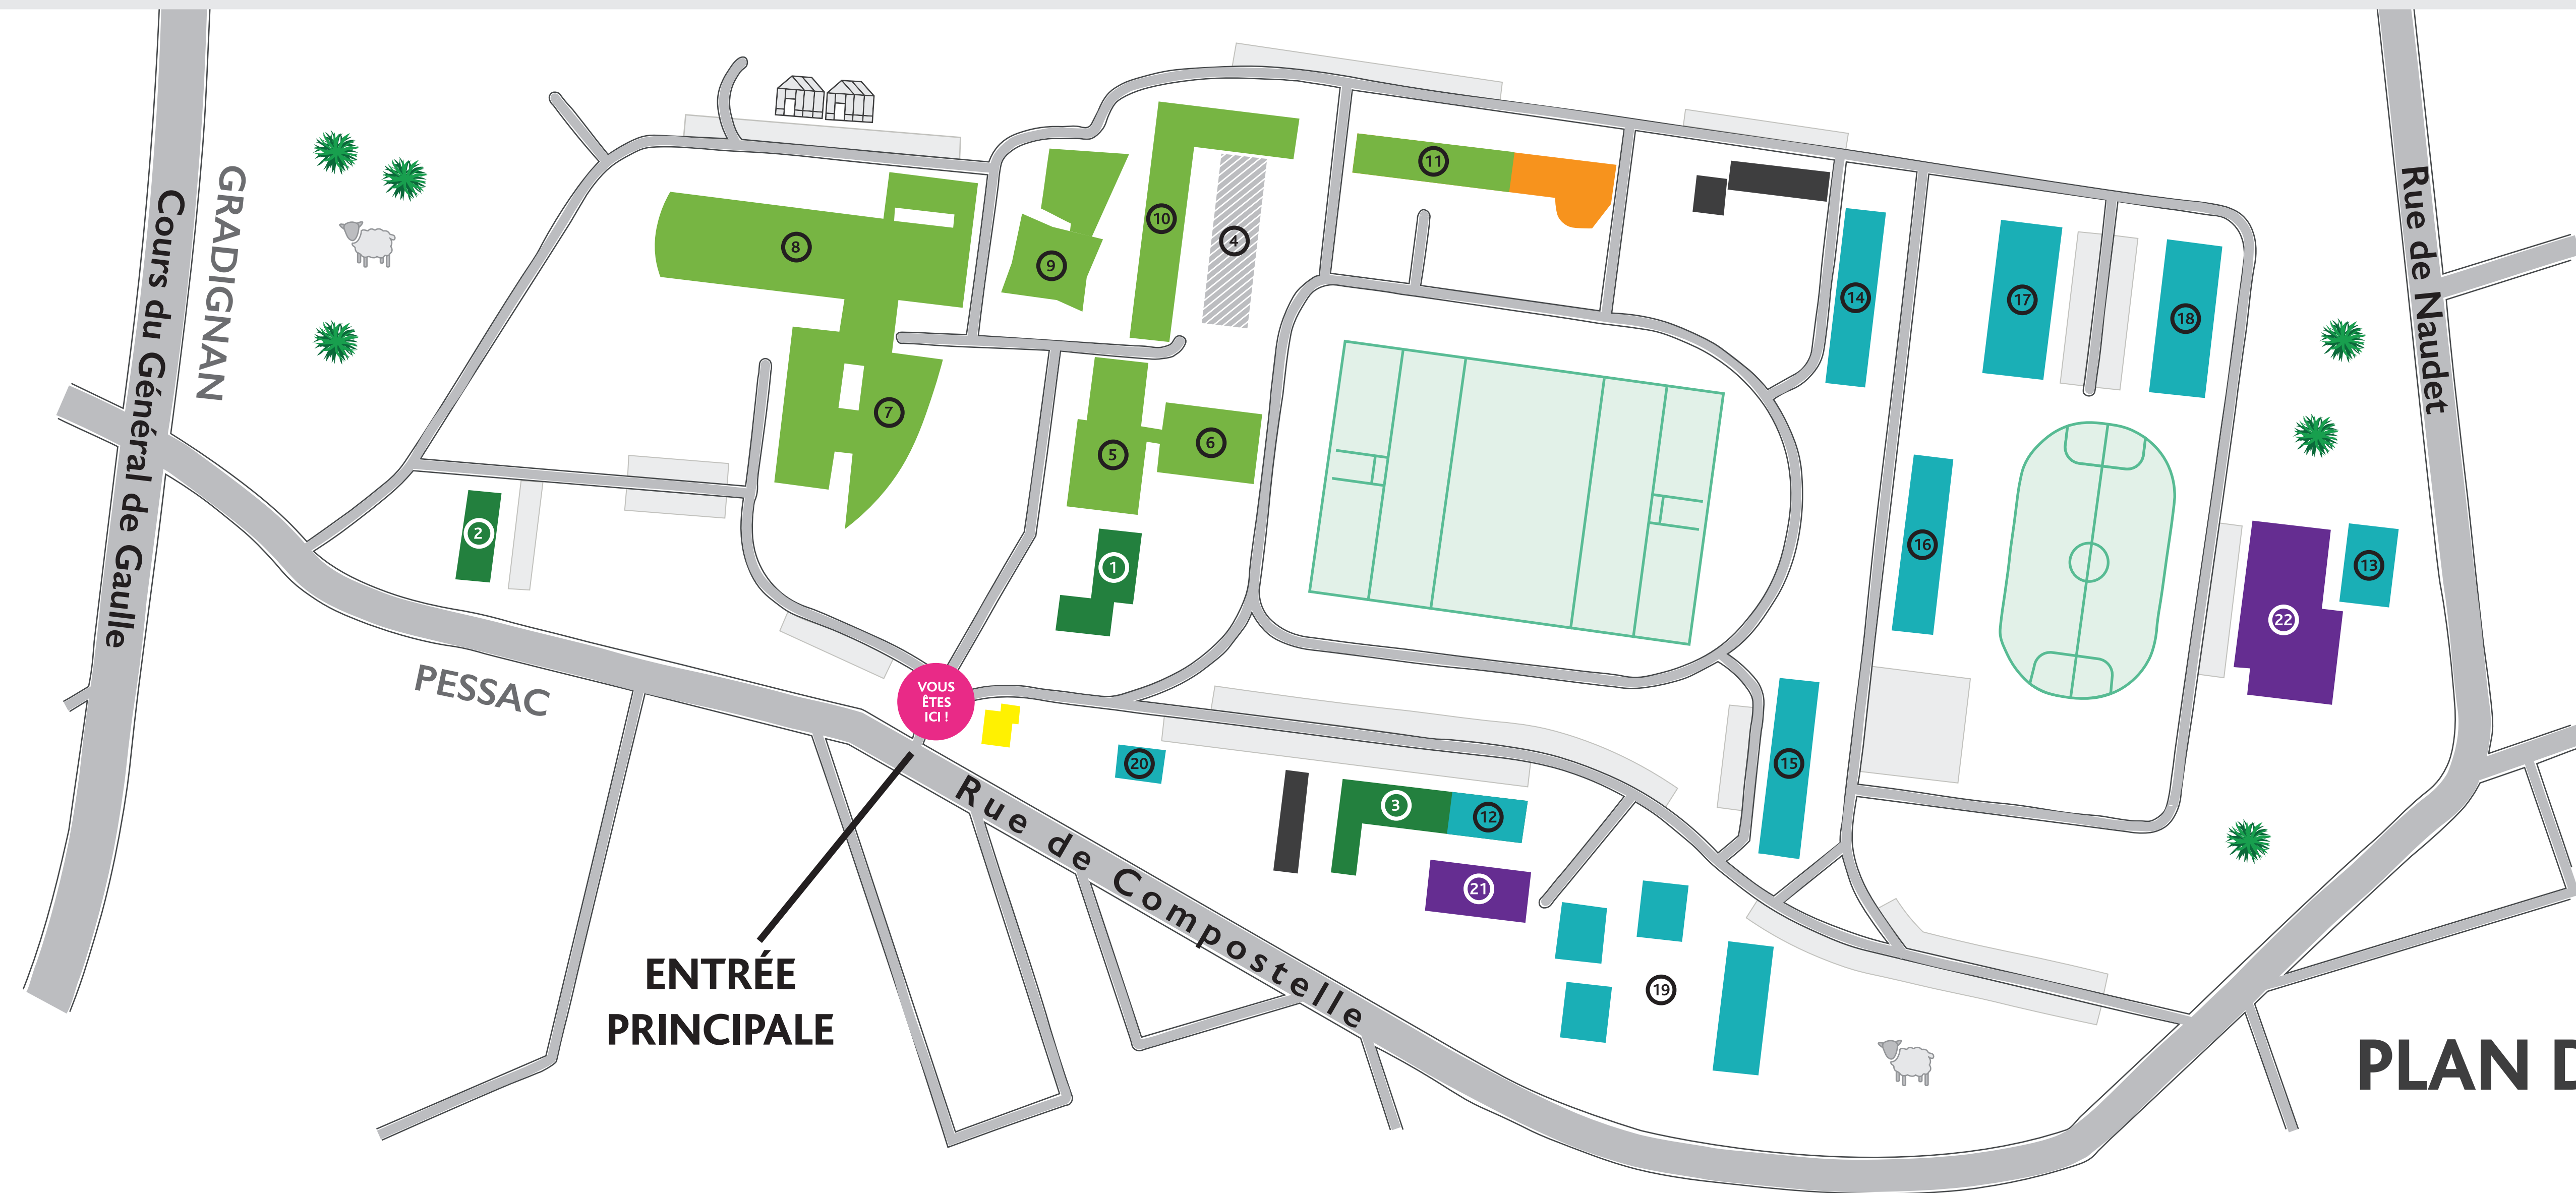 Cours du Général de Gaulle
GRADIGNAN
8
9
10
4
11
14
17
18
Rue de Naudet
2
7
5
6
1
16
13
22
PESSAC
VOUS
ÊTES
ICI !
20
3
12
15
21
19
Rue de Compostelle
ENTRÉE
PRINCIPALE
PLAN D